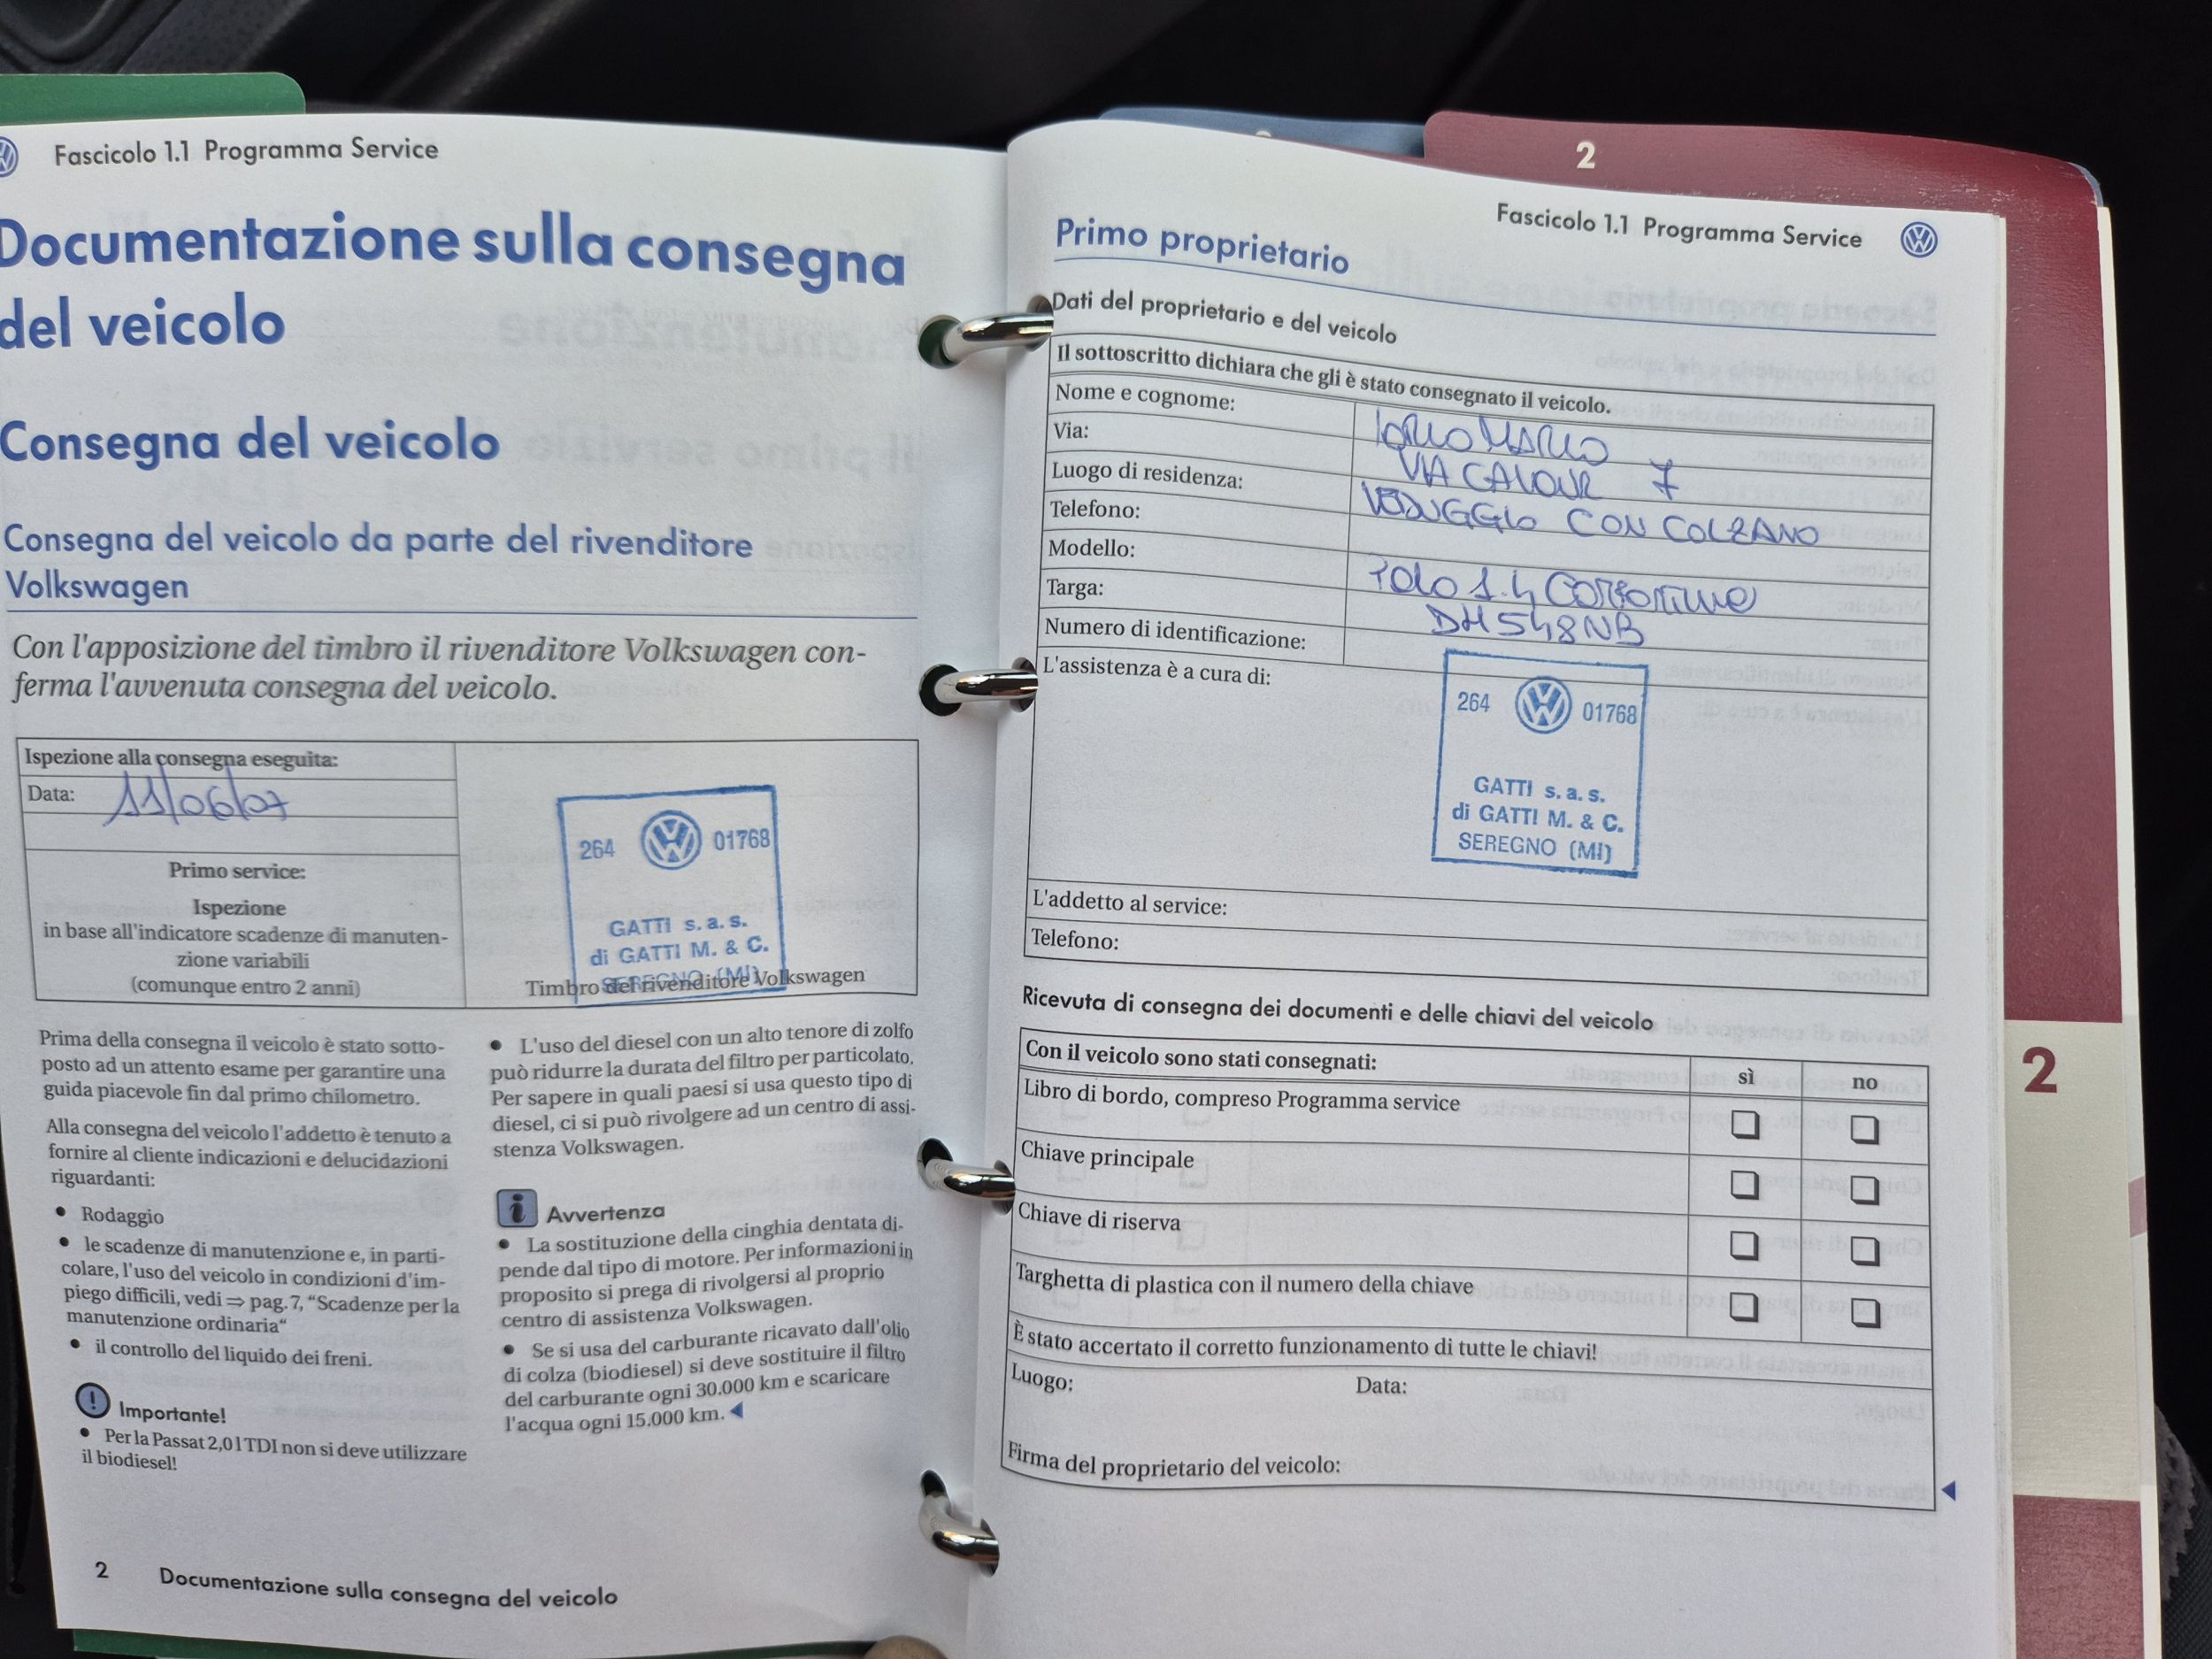 Fascicolo 1.1 Programma Service
Documentazione sulla consegna
del veicolo
Consegna del veicolo
Consegna del veicolo da parte del rivenditore
Volkswagen
Con l'apposizione del timbro il rivenditore Volkswagen con-
ferma l'avvenuta consegna del veicolo.
Ispezione alla consegna eseguita:
Data: 11/06/07
Primo service:
Ispezione
in base all'indicatore scadenze di manuten-
zione variabili
(comunque entro 2 anni)
264 01768
GATTI s.a.s.
di GATTI M. & C.
SEREGNO (MI)
Timbro del rivenditore Volkswagen
Prima della consegna il veicolo è stato sotto-
posto ad un attento esame per garantire una
guida piacevole fin dal primo chilometro.
Alla consegna del veicolo l'addetto è tenuto a
fornire al cliente indicazioni e delucidazioni
riguardanti:
• Rodaggio
• le scadenze di manutenzione e, in parti-
colare, l'uso del veicolo in condizioni d'im-
piego difficili, vedi ⇒ pag. 7, “Scadenze per la
manutenzione ordinaria“
• il controllo del liquido dei freni.
Importante!
• Per la Passat 2,0 l TDI non si deve utilizzare
il biodiesel!
• L'uso del diesel con un alto tenore di zolfo
può ridurre la durata del filtro per particolato.
Per sapere in quali paesi si usa questo tipo di
diesel, ci si può rivolgere ad un centro di assi-
stenza Volkswagen.
Avvertenza
• La sostituzione della cinghia dentata di-
pende dal tipo di motore. Per informazioni in
proposito si prega di rivolgersi al proprio
centro di assistenza Volkswagen.
• Se si usa del carburante ricavato dall'olio
di colza (biodiesel) si deve sostituire il filtro
del carburante ogni 30.000 km e scaricare
l'acqua ogni 15.000 km.
2 Documentazione sulla consegna del veicolo
2
Fascicolo 1.1 Programma Service
Primo proprietario
Dati del proprietario e del veicolo
Il sottoscritto dichiara che gli è stato consegnato il veicolo.
Nome e cognome: MARIO
Via: VIA CAVOUR 7
Luogo di residenza: VEDUGGIO CON COLZANO
Telefono:
Modello: POLO 1.4 COMFORTLINE
Targa: DH548NB
Numero di identificazione:
L'assistenza è a cura di:
264 01768
GATTI s.a.s.
di GATTI M. & C.
SEREGNO (MI)
L'addetto al service:
Telefono:
Ricevuta di consegna dei documenti e delle chiavi del veicolo
Con il veicolo sono stati consegnati: sì no
Libro di bordo, compreso Programma service
Chiave principale
Chiave di riserva
Targhetta di plastica con il numero della chiave
È stato accertato il corretto funzionamento di tutte le chiavi!
Luogo: Data:
Firma del proprietario del veicolo:
2